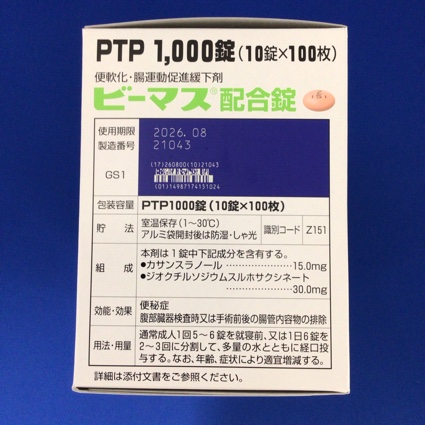 PTP 1,000錠(10錠×100枚)
便軟化・腸運動促進緩下剤
ビーマス®配合錠
使用期限 2026.08
製造番号 21043
GS1
(17)260800(10)21043
(01)14987174151024
包装容量 PTP1000錠(10錠×100枚)
貯法 室温保存(1~30℃)
アルミ袋開封後は防湿・しゃ光
識別コード Z151
組成 本剤は1錠中下記成分を含有する。
●カサンスラノール…………………15.0mg
●ジオクチルソジウムスルホサクシネート
…………………30.0mg
効能・効果 便秘症
腹部臓器検査時又は手術前後の腸管内容物の排除
用法・用量 通常成人1回5~6錠を就寝前、又は1日6錠を
2~3回に分割して、多量の水とともに経口投
与する。なお、年齢、症状により適宜増減する。
詳細は添付文書をご参照ください。